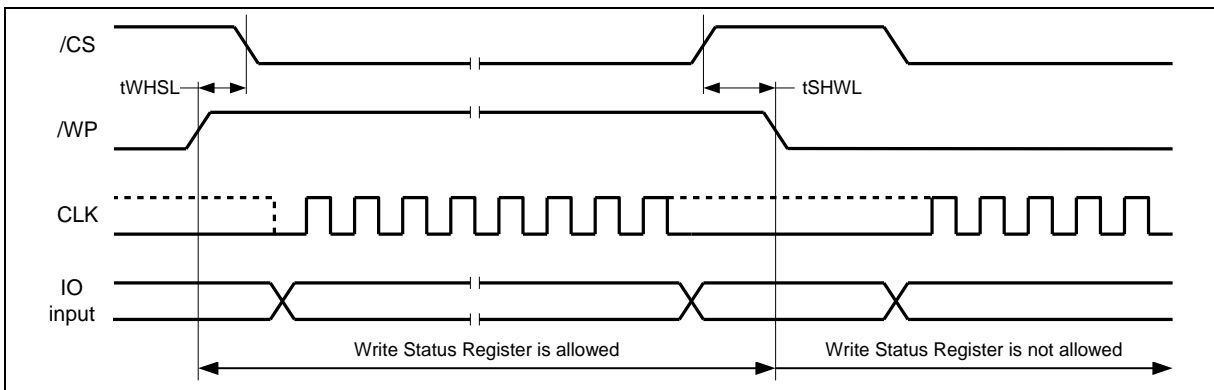 /CS
tWHSL
tSHWL
/WP
CLK
IO
input
Write Status Register is allowed
Write Status Register is not allowed